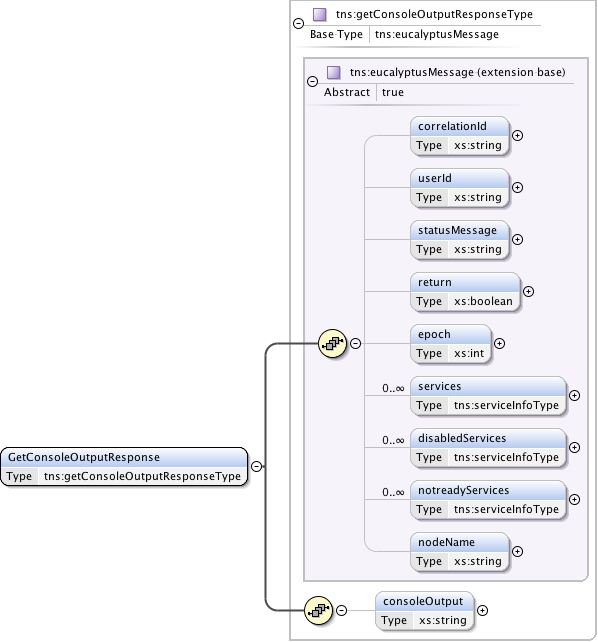 tns:getConsoleOutputResponseType
Base Type tns:eucalyptusMessage
tns:eucalyptusMessage (extension base)
Abstract true
correlationId
Type xs:string
userId
Type xs:string
statusMessage
Type xs:string
return
Type xs:boolean
epoch
Type xs:int
0..∞ services
Type tns:serviceInfoType
0..∞ disabledServices
Type tns:serviceInfoType
0..∞ notreadyServices
Type tns:serviceInfoType
nodeName
Type xs:string
GetConsoleOutputResponse
Type tns:getConsoleOutputResponseType
consoleOutput
Type xs:string